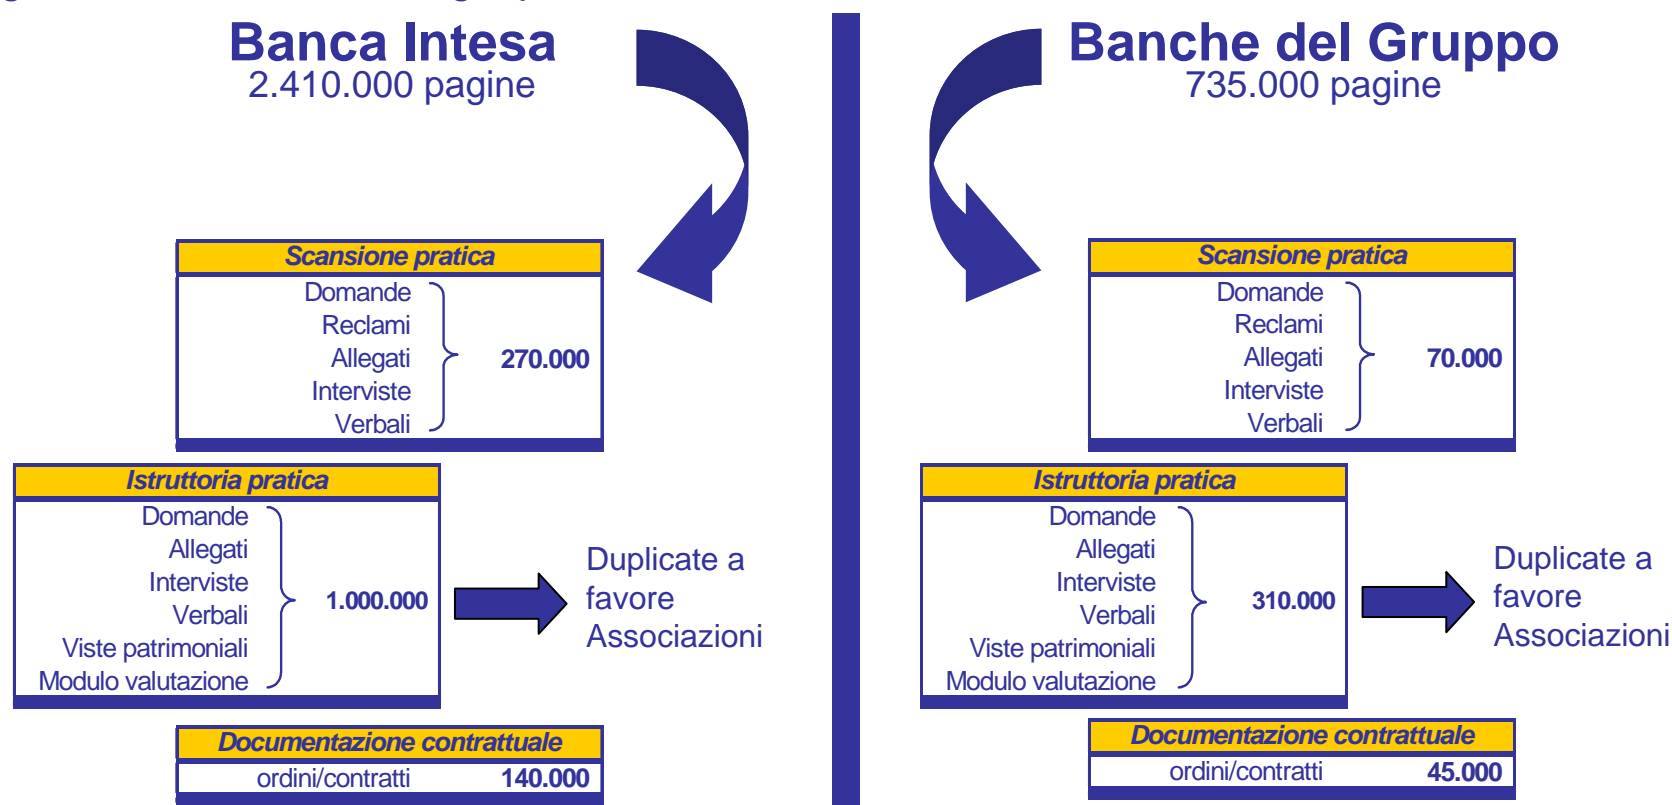 Banca Intesa
2.410.000 pagine
Scansione pratica
Domande
Reclami
Allegati
Interviste
Verbali
270.000
Istruttoria pratica
Domande
Allegati
Interviste
Verbali
Viste patrimoniali
Modulo valutazione
1.000.000
Duplicate a
favore
Associazioni
Documentazione contrattuale
ordini/contratti 140.000
Banche del Gruppo
735.000 pagine
Scansione pratica
Domande
Reclami
Allegati
Interviste
Verbali
70.000
Istruttoria pratica
Domande
Allegati
Interviste
Verbali
Viste patrimoniali
Modulo valutazione
310.000
Duplicate a
favore
Associazioni
Documentazione contrattuale
ordini/contratti 45.000